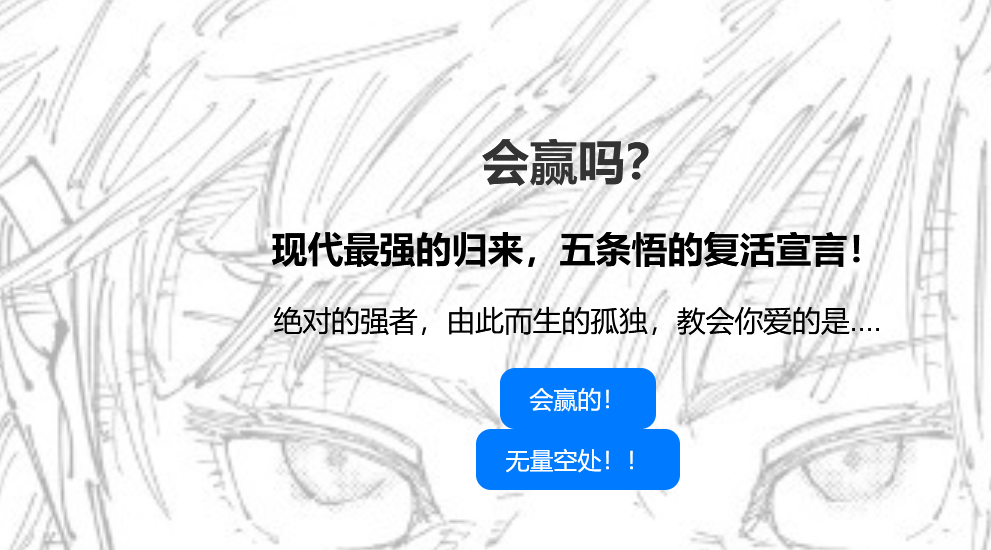 会赢吗？
现代最强的归来，五条悟的复活宣言！
绝对的强者，由此而生的孤独，教会你爱的是....
会赢的！
无量空处！！